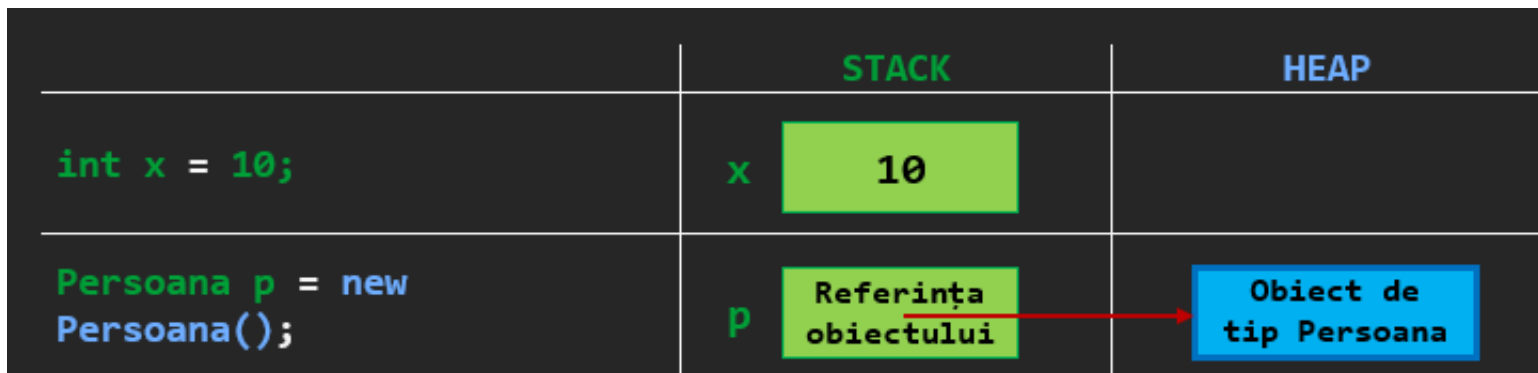 STACK
HEAP
int x = 10;
x
10
Persoana p = new
Persoana();
p
Referința
obiectului
Obiect de
tip Persoana